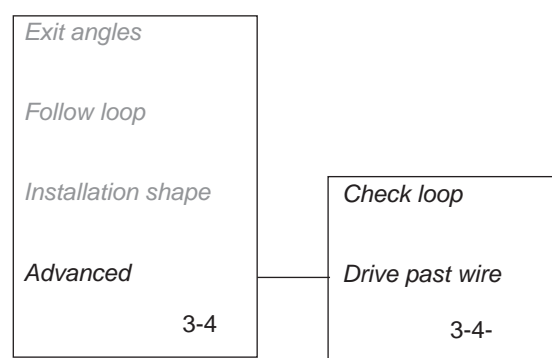 Exit angles
Follow loop
Installation shape
Advanced
3-4
Check loop
Drive past wire
3-4-